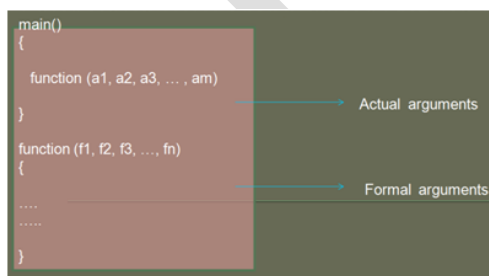 main()
{
function (a1, a2, a3, … , am)
Actual arguments
}
function (f1, f2, f3, …, fn)
{
Formal arguments
….
…..
}